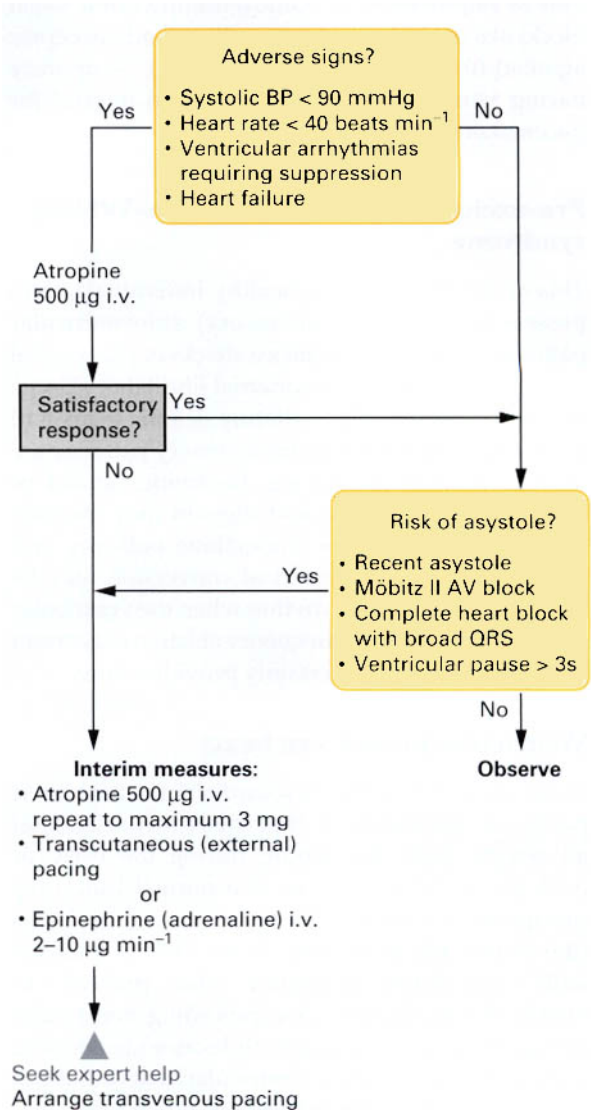 Adverse signs?
• Systolic BP < 90 mmHg
• Heart rate < 40 beats min⁻¹
• Ventricular arrhythmias
requiring suppression
• Heart failure
Yes
No
Atropine
500 µg i.v.
Satisfactory
response?
Yes
No
Risk of asystole?
• Recent asystole
• Möbitz II AV block
• Complete heart block
with broad QRS
• Ventricular pause > 3s
Yes
No
Interim measures:
• Atropine 500 µg i.v.
repeat to maximum 3 mg
• Transcutaneous (external)
pacing
or
• Epinephrine (adrenaline) i.v.
2–10 µg min⁻¹
Observe
Seek expert help
Arrange transvenous pacing